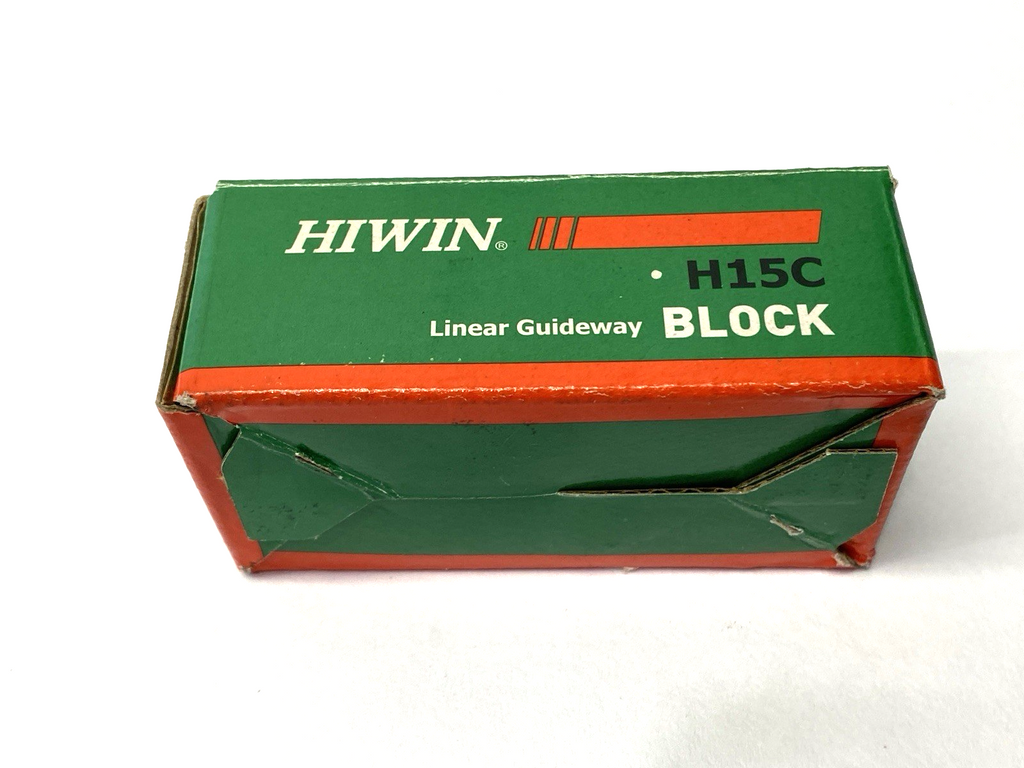 HIWIN®
• H15C
Linear Guideway BLOCK